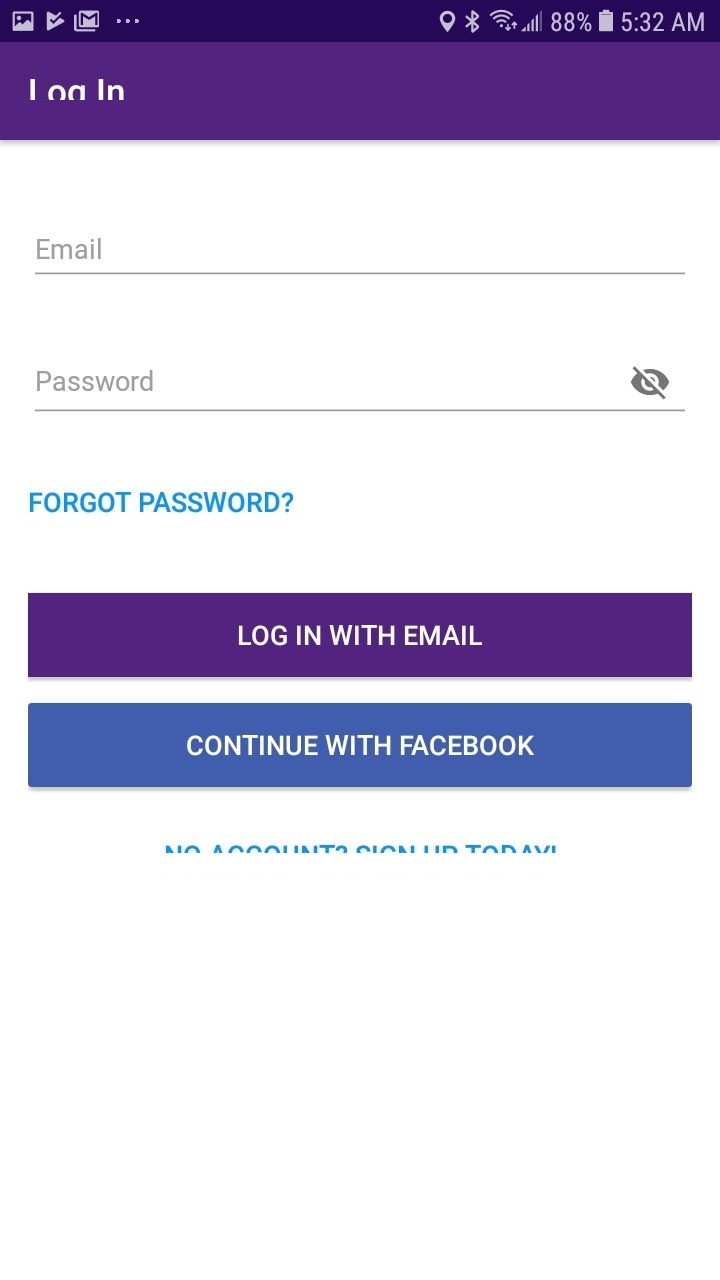 88% 5:32 AM
Log In
Email
Password
FORGOT PASSWORD?
LOG IN WITH EMAIL
CONTINUE WITH FACEBOOK
NO ACCOUNT? SIGN UP TODAY!